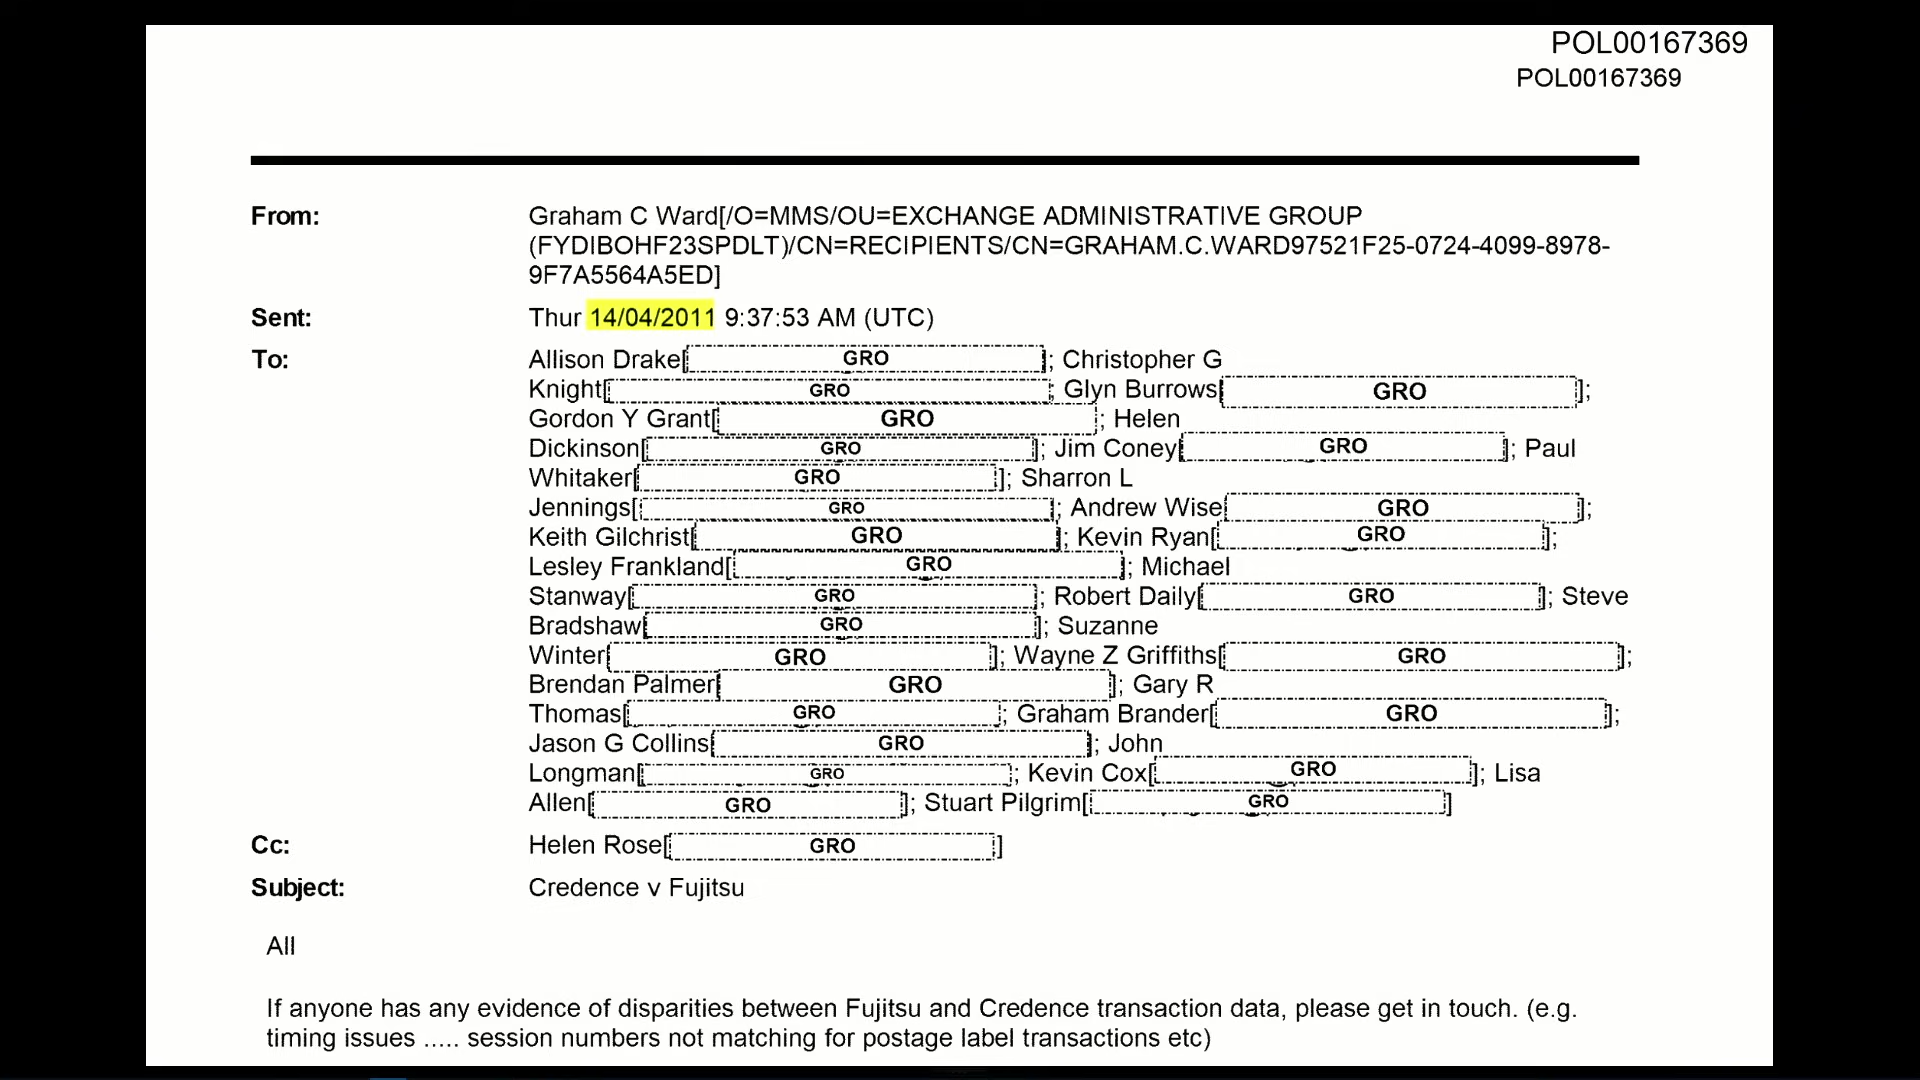 POL00167369
POL00167369
From: Graham C Ward[/O=MMS/OU=EXCHANGE ADMINISTRATIVE GROUP
(FYDIBOHF23SPDLT)/CN=RECIPIENTS/CN=GRAHAM.C.WARD97521F25-0724-4099-8978-
9F7A5564A5ED]
Sent: Thur 14/04/2011 9:37:53 AM (UTC)
To: Allison Drake[ GRO ]; Christopher G
Knight[ GRO ; Glyn Burrows[ GRO ];
Gordon Y Grant[ GRO ; Helen
Dickinson[ GRO ]; Jim Coney[ GRO ]; Paul
Whitaker[ GRO ]; Sharron L
Jennings[ GRO ]; Andrew Wise[ GRO ];
Keith Gilchrist[ GRO ]; Kevin Ryan[ GRO ];
Lesley Frankland[ GRO ]; Michael
Stanway[ GRO ]; Robert Daily[ GRO ]; Steve
Bradshaw[ GRO ]; Suzanne
Winter[ GRO ]; Wayne Z Griffiths[ GRO ];
Brendan Palmer[ GRO ]; Gary R
Thomas[ GRO ]; Graham Brander[ GRO ];
Jason G Collins[ GRO ]; John
Longman[ GRO ]; Kevin Cox[ GRO ]; Lisa
Allen[ GRO ]; Stuart Pilgrim[ GRO ]
Cc: Helen Rose[ GRO ]
Subject: Credence v Fujitsu
All
If anyone has any evidence of disparities between Fujitsu and Credence transaction data, please get in touch. (e.g.
timing issues ..... session numbers not matching for postage label transactions etc)